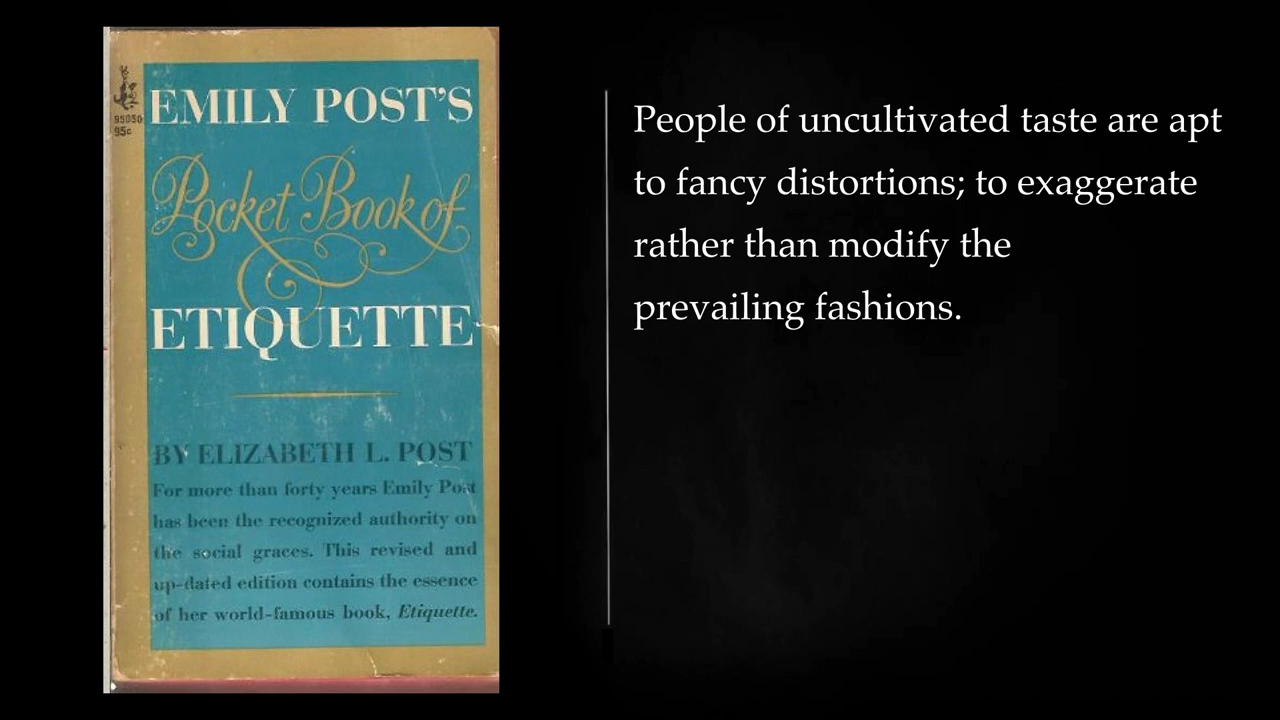 EMILY POST'S
Pocket Book of
ETIQUETTE
95050
95c
BY ELIZABETH L. POST
For more than forty years Emily Post
has been the recognized authority on
the social graces. This revised and
up-dated edition contains the essence
of her world-famous book, Etiquette.
People of uncultivated taste are apt
to fancy distortions; to exaggerate
rather than modify the
prevailing fashions.